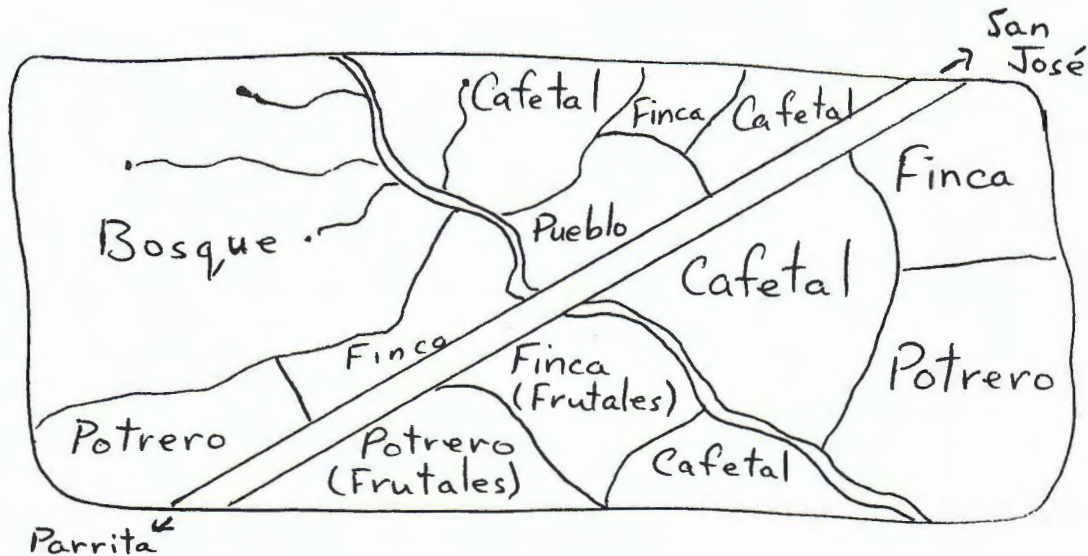 San
José
Cafetal
Finca
Cafetal
Finca
Bosque
Pueblo
Cafetal
Finca
Finca
(Frutales)
Potrero
Potrero
Potrero
(Frutales)
Cafetal
Parrita